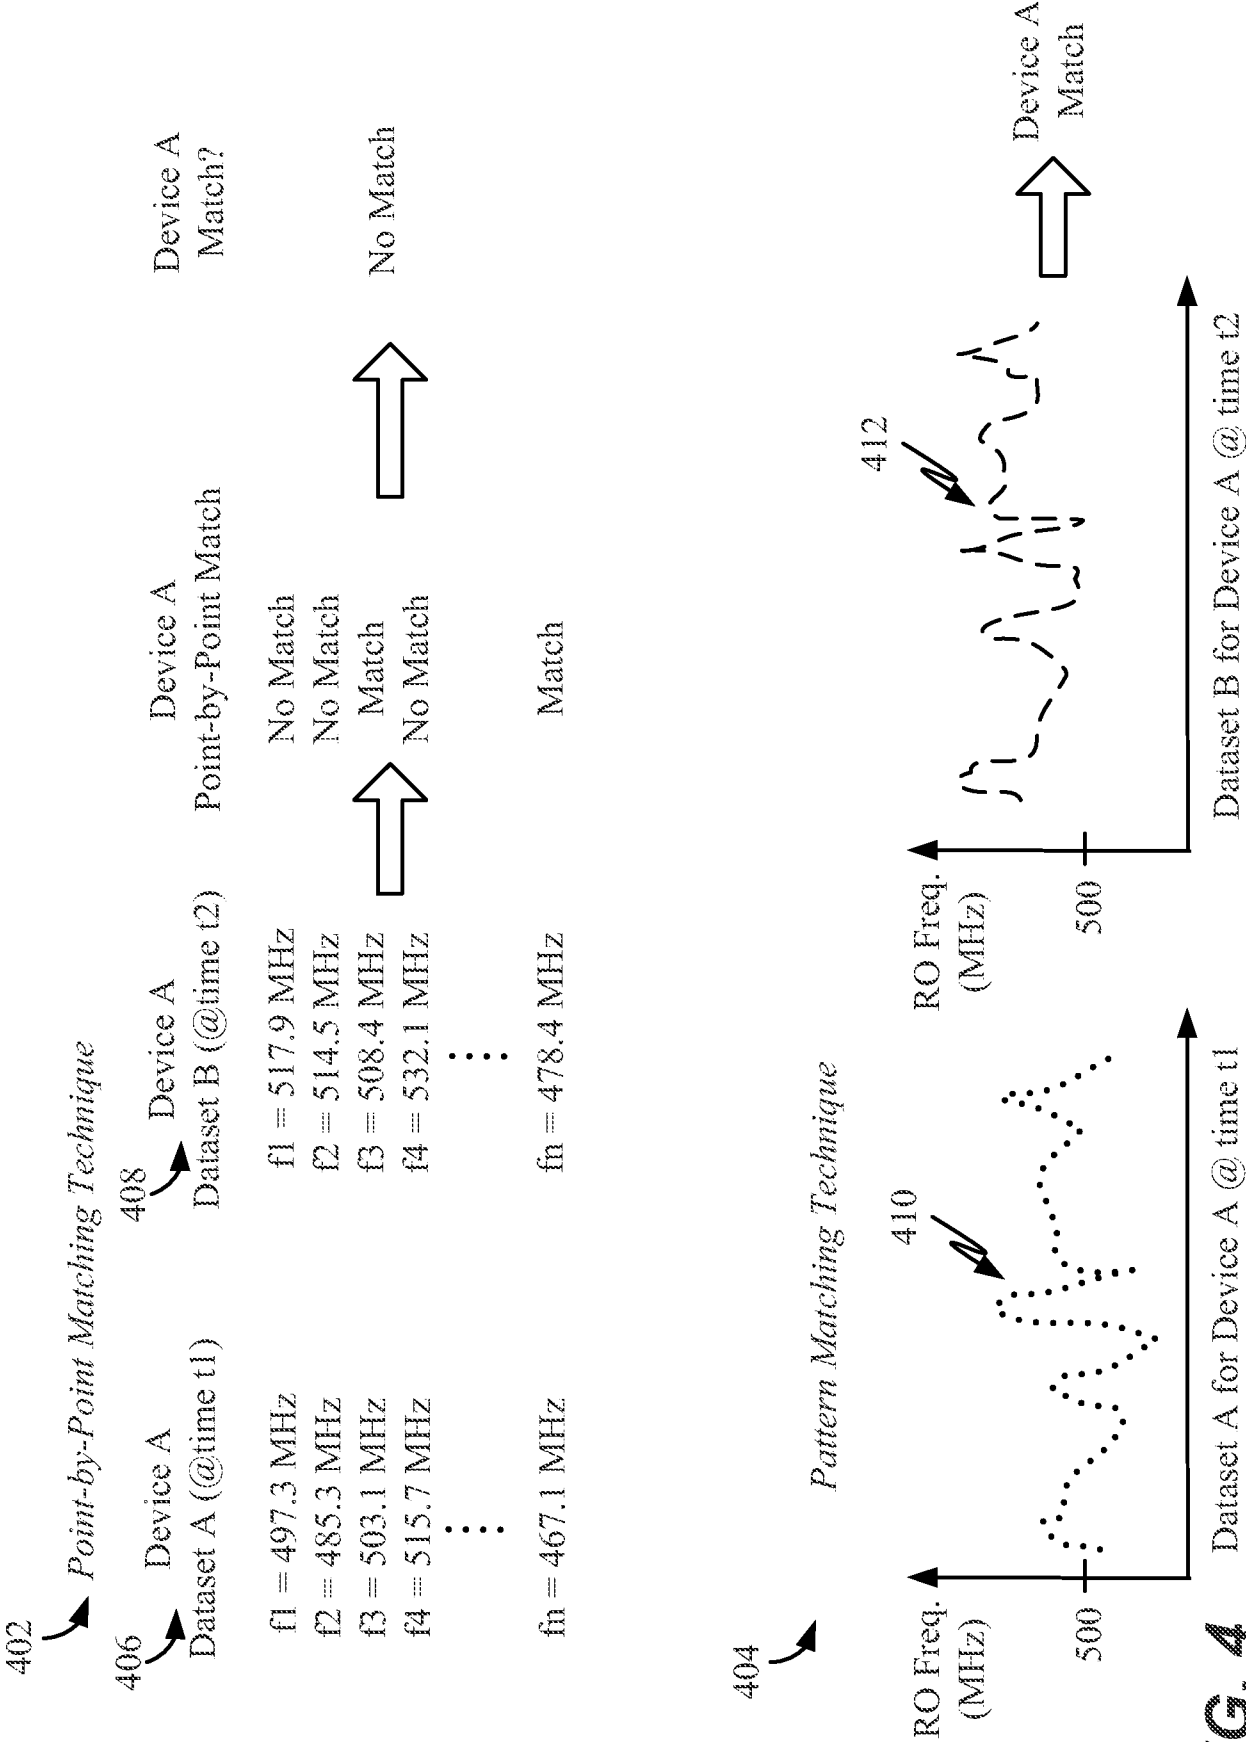 402
Point-by-Point Matching Technique
406
Device A
Dataset A (@time t1)
f1 = 497.3 MHz
f2 = 485.3 MHz
f3 = 503.1 MHz
f4 = 515.7 MHz
....
fn = 467.1 MHz
408
Device A
Dataset B (@time t2)
f1 = 517.9 MHz
f2 = 514.5 MHz
f3 = 508.4 MHz
f4 = 532.1 MHz
....
fn = 478.4 MHz
Device A
Point-by-Point Match
No Match
No Match
Match
No Match
Match
Device A
Match?
No Match
404
Pattern Matching Technique
RO Freq.
(MHz)
500
410
Dataset A for Device A @ time t1
RO Freq.
(MHz)
500
412
Dataset B for Device A @ time t2
Device A
Match
G. 4